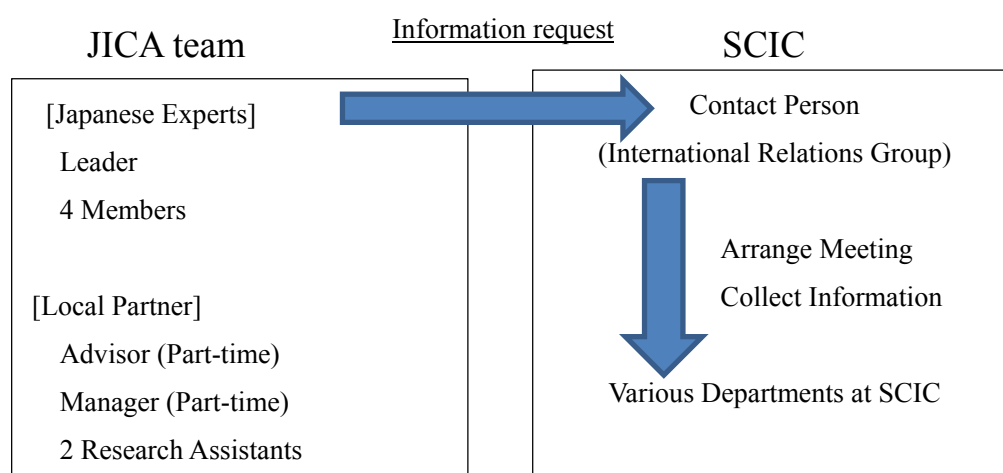 Information request
JICA team
SCIC
[Japanese Experts]
Leader
4 Members
[Local Partner]
Advisor (Part-time)
Manager (Part-time)
2 Research Assistants
Contact Person
(International Relations Group)
Arrange Meeting
Collect Information
Various Departments at SCIC